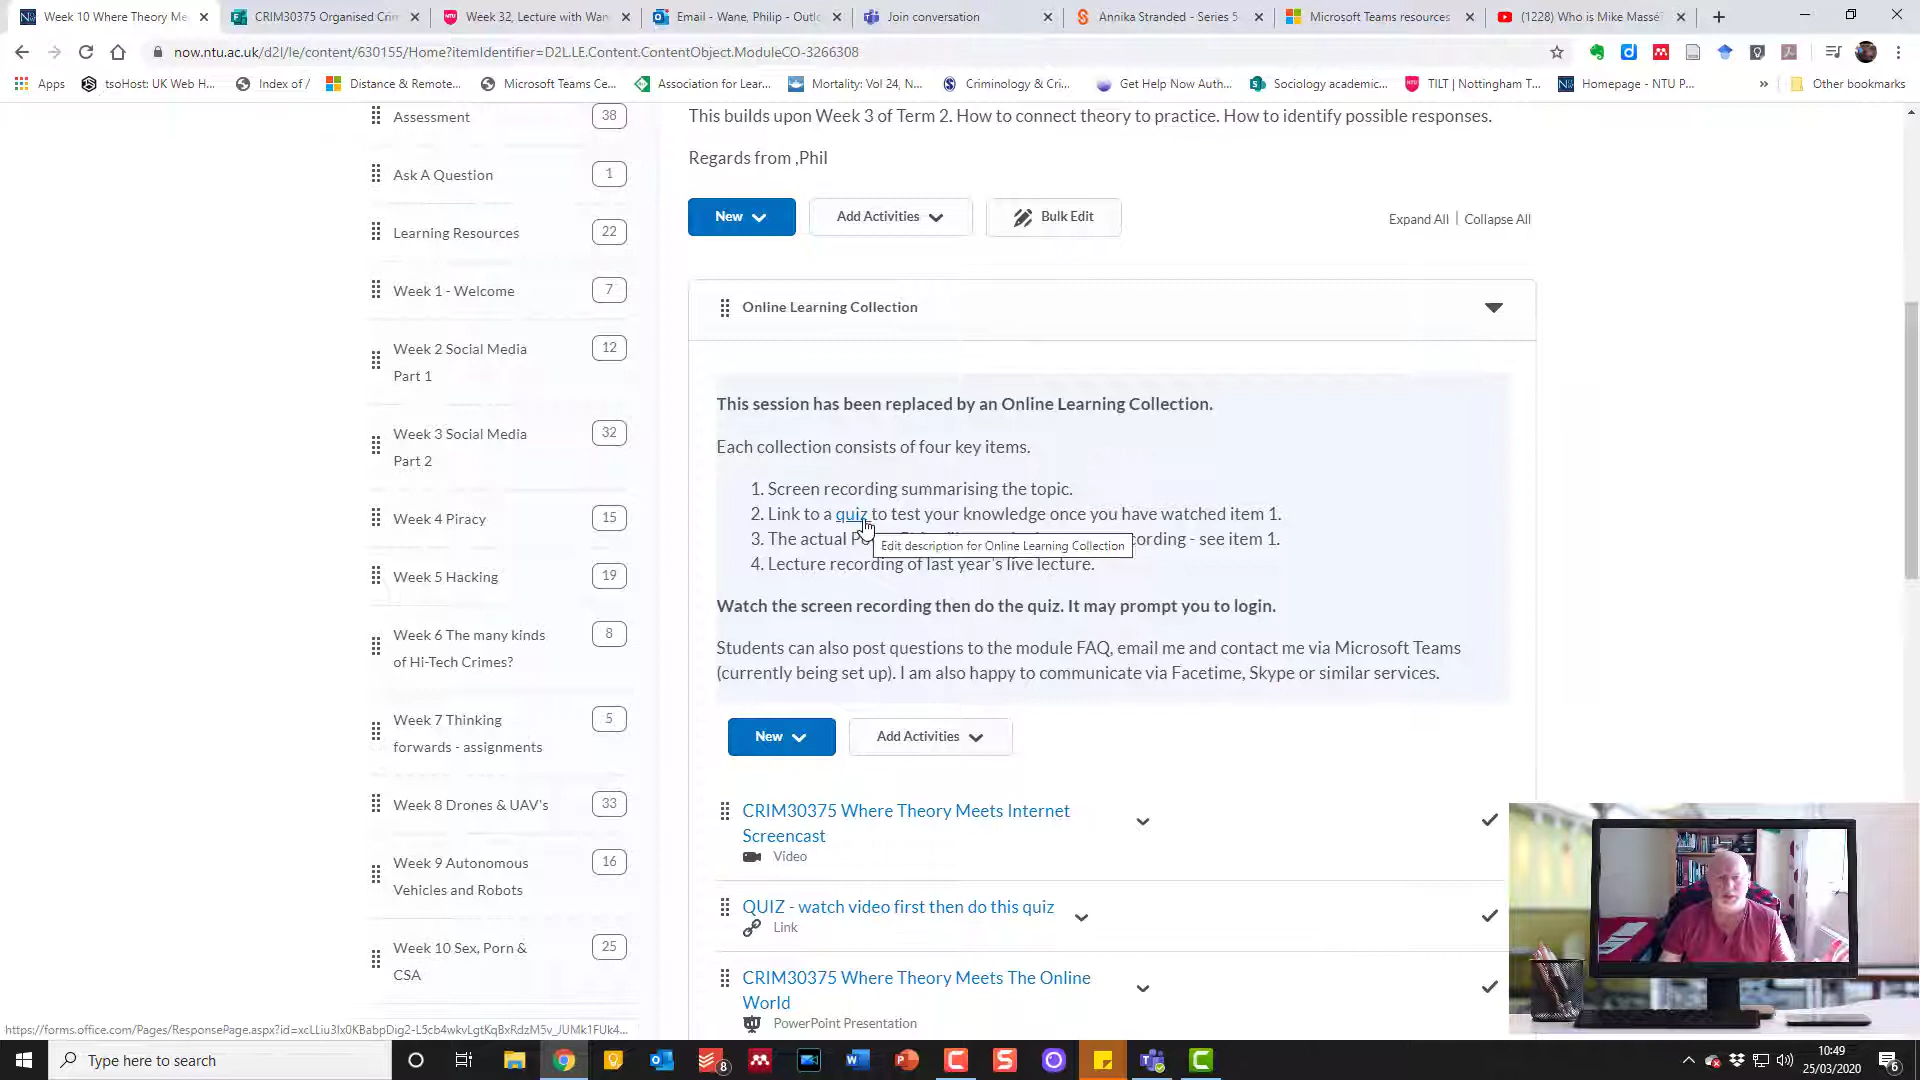 Week 10 Where Theory Me
CRIM30375 Organised Crim
Week 32, Lecture with Wan
Email - Wane, Philip - Outlo
Join conversation
Annika Stranded - Series 5
Microsoft Teams resources
(1228) Who is Mike Massé
now.ntu.ac.uk/d2l/le/content/630155/Home?itemIdentifier=D2L.LE.Content.ContentObject.ModuleCO-3266308
Apps
tsoHost: UK Web H...
Index of /
Distance & Remote...
Microsoft Teams Ce...
Association for Lear...
Mortality: Vol 24, N...
Criminology & Cri...
Get Help Now Auth...
Sociology academic...
TILT | Nottingham T...
Homepage - NTU P...
»
Other bookmarks
Assessment 38
Ask A Question 1
Learning Resources 22
Week 1 - Welcome 7
Week 2 Social Media 12
Part 1
Week 3 Social Media 32
Part 2
Week 4 Piracy 15
Week 5 Hacking 19
Week 6 The many kinds 8
of Hi-Tech Crimes?
Week 7 Thinking 5
forwards - assignments
Week 8 Drones & UAV's 33
Week 9 Autonomous 16
Vehicles and Robots
Week 10 Sex, Porn & 25
CSA
This builds upon Week 3 of Term 2. How to connect theory to practice. How to identify possible responses.
Regards from ,Phil
New
Add Activities
Bulk Edit
Expand All | Collapse All
Online Learning Collection
This session has been replaced by an Online Learning Collection.
Each collection consists of four key items.
1. Screen recording summarising the topic.
2. Link to a quiz to test your knowledge once you have watched item 1.
3. The actual cording - see item 1.
Edit description for Online Learning Collection
4. Lecture recording of last year's live lecture.
Watch the screen recording then do the quiz. It may prompt you to login.
Students can also post questions to the module FAQ, email me and contact me via Microsoft Teams
(currently being set up). I am also happy to communicate via Facetime, Skype or similar services.
New
Add Activities
CRIM30375 Where Theory Meets Internet
Screencast
Video
QUIZ - watch video first then do this quiz
Link
CRIM30375 Where Theory Meets The Online
World
PowerPoint Presentation
Type here to search
8
10:49
25/03/2020
6